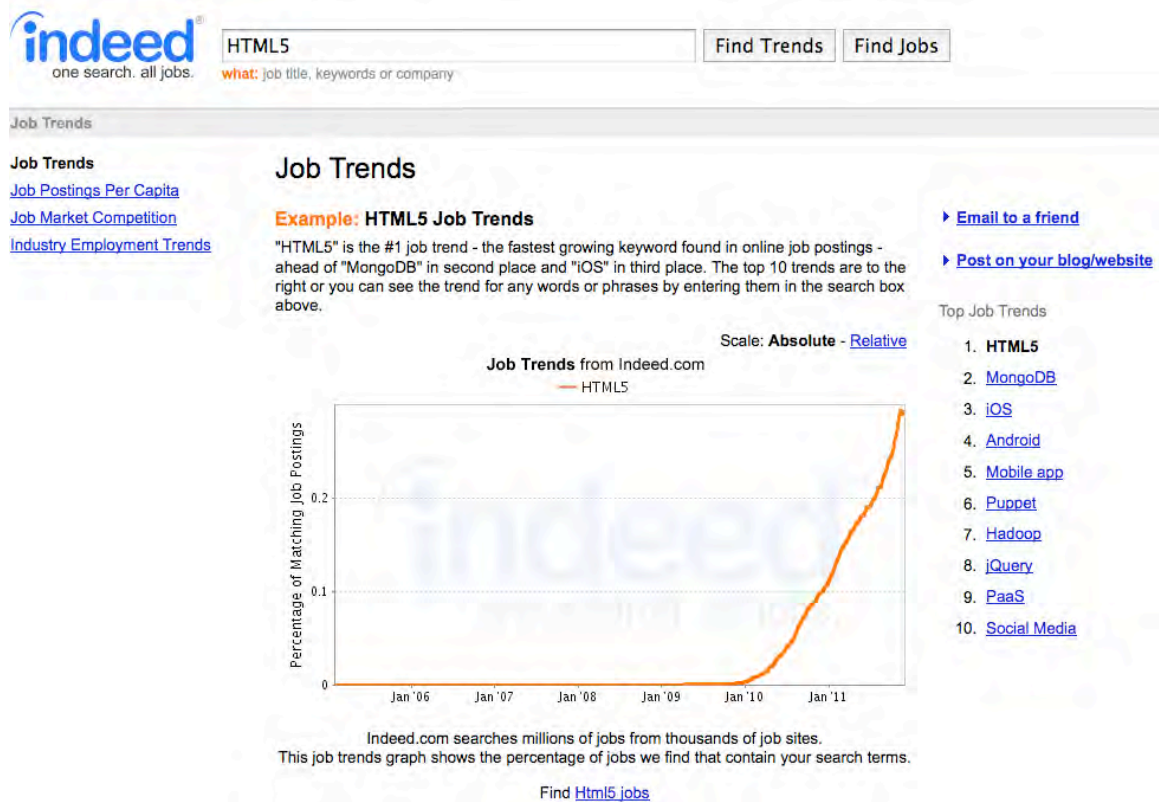 indeed®
one search. all jobs.
HTML5
Find Trends
Find Jobs
what: job title, keywords or company
Job Trends
Job Trends
Job Postings Per Capita
Job Market Competition
Industry Employment Trends
Job Trends
Example: HTML5 Job Trends
"HTML5" is the #1 job trend - the fastest growing keyword found in online job postings -
ahead of "MongoDB" in second place and "iOS" in third place. The top 10 trends are to the
right or you can see the trend for any words or phrases by entering them in the search box
above.
Scale: Absolute - Relative
Job Trends from Indeed.com
HTML5
Percentage of Matching Job Postings
0.2
0.1
0
Jan '06 Jan '07 Jan '08 Jan '09 Jan '10 Jan '11
indeed
Indeed.com searches millions of jobs from thousands of job sites.
This job trends graph shows the percentage of jobs we find that contain your search terms.
Find Html5 jobs
Email to a friend
Post on your blog/website
Top Job Trends
1. HTML5
2. MongoDB
3. iOS
4. Android
5. Mobile app
6. Puppet
7. Hadoop
8. jQuery
9. PaaS
10. Social Media